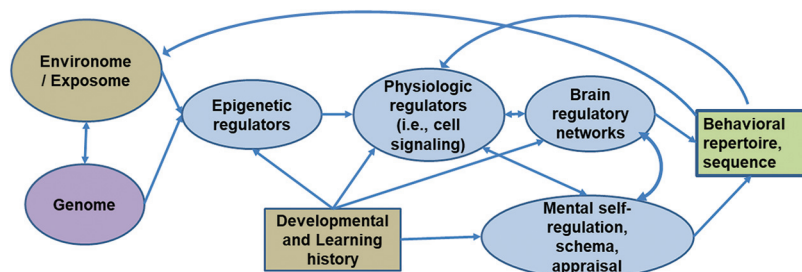 Environome
/ Exposome
Epigenetic
regulators
Physiologic
regulators
(i.e., cell
signaling)
Brain
regulatory
networks
Behavioral
repertoire,
sequence
Genome
Developmental
and Learning
history
Mental self-
regulation,
schema,
appraisal